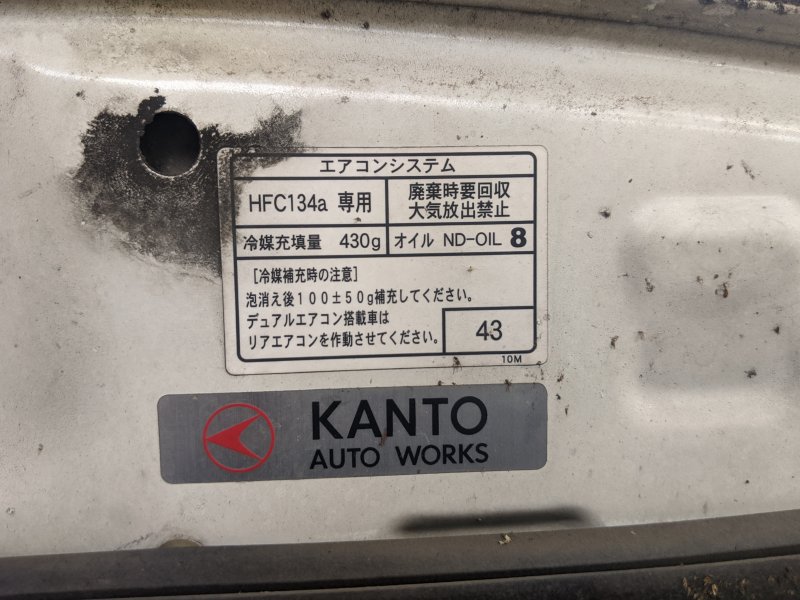 エアコンシステム
HFC134a 専用
廃棄時要回収
大気放出禁止
冷媒充填量 430g
オイル ND-OIL 8
[冷媒補充時の注意]
泡消え後100±50g補充してください。
デュアルエアコン搭載車は
リアエアコンを作動させてください。
43
10M
KANTO
AUTO WORKS